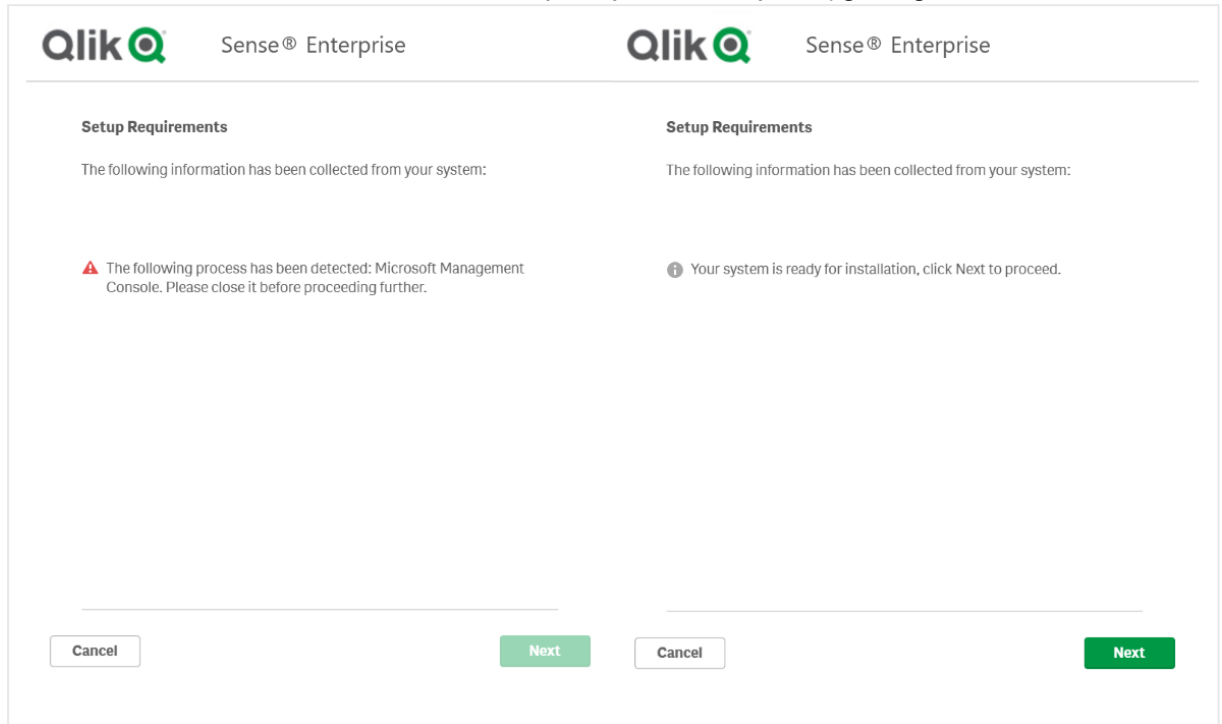 Qlik Sense® Enterprise
Setup Requirements
The following information has been collected from your system:
The following process has been detected: Microsoft Management
Console. Please close it before proceeding further.
Cancel
Next
Qlik Sense® Enterprise
Setup Requirements
The following information has been collected from your system:
Your system is ready for installation, click Next to proceed.
Cancel
Next